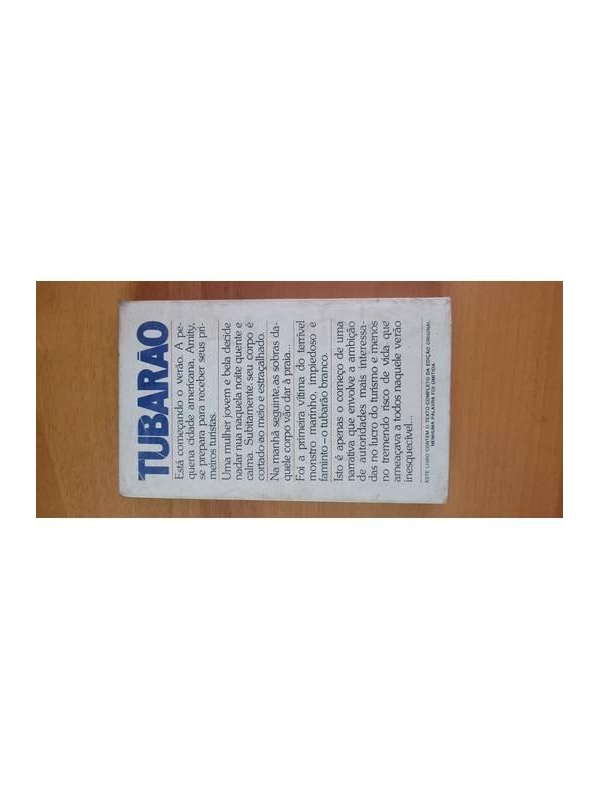 TUBARÃO
Está começando o verão. A pe-
quena cidade americana. Amity,
se prepara para receber seus pri-
meiros turistas.
Uma mulher jovem e bela decide
nadar nua naquela noite quente e
calma. Subitamente, seu corpo é
cortado ao meio e estraçalhado.
Na manhã seguinte, as sobras da-
quele corpo vão dar à praia...
Foi a primeira vítima do terrível
monstro marinho, impiedoso e
faminto — o tubarão branco.
Isto é apenas o começo de uma
narrativa que envolve a ambição
de autoridades mais interessa-
das no lucro do turismo e menos
no tremendo risco de vida que
ameaçava a todos naquele verão
inesquecível...
ESTE LIVRO CONTÉM O TEXTO COMPLETO DA EDIÇÃO ORIGINAL.
NENHUMA PALAVRA FOI OMITIDA.